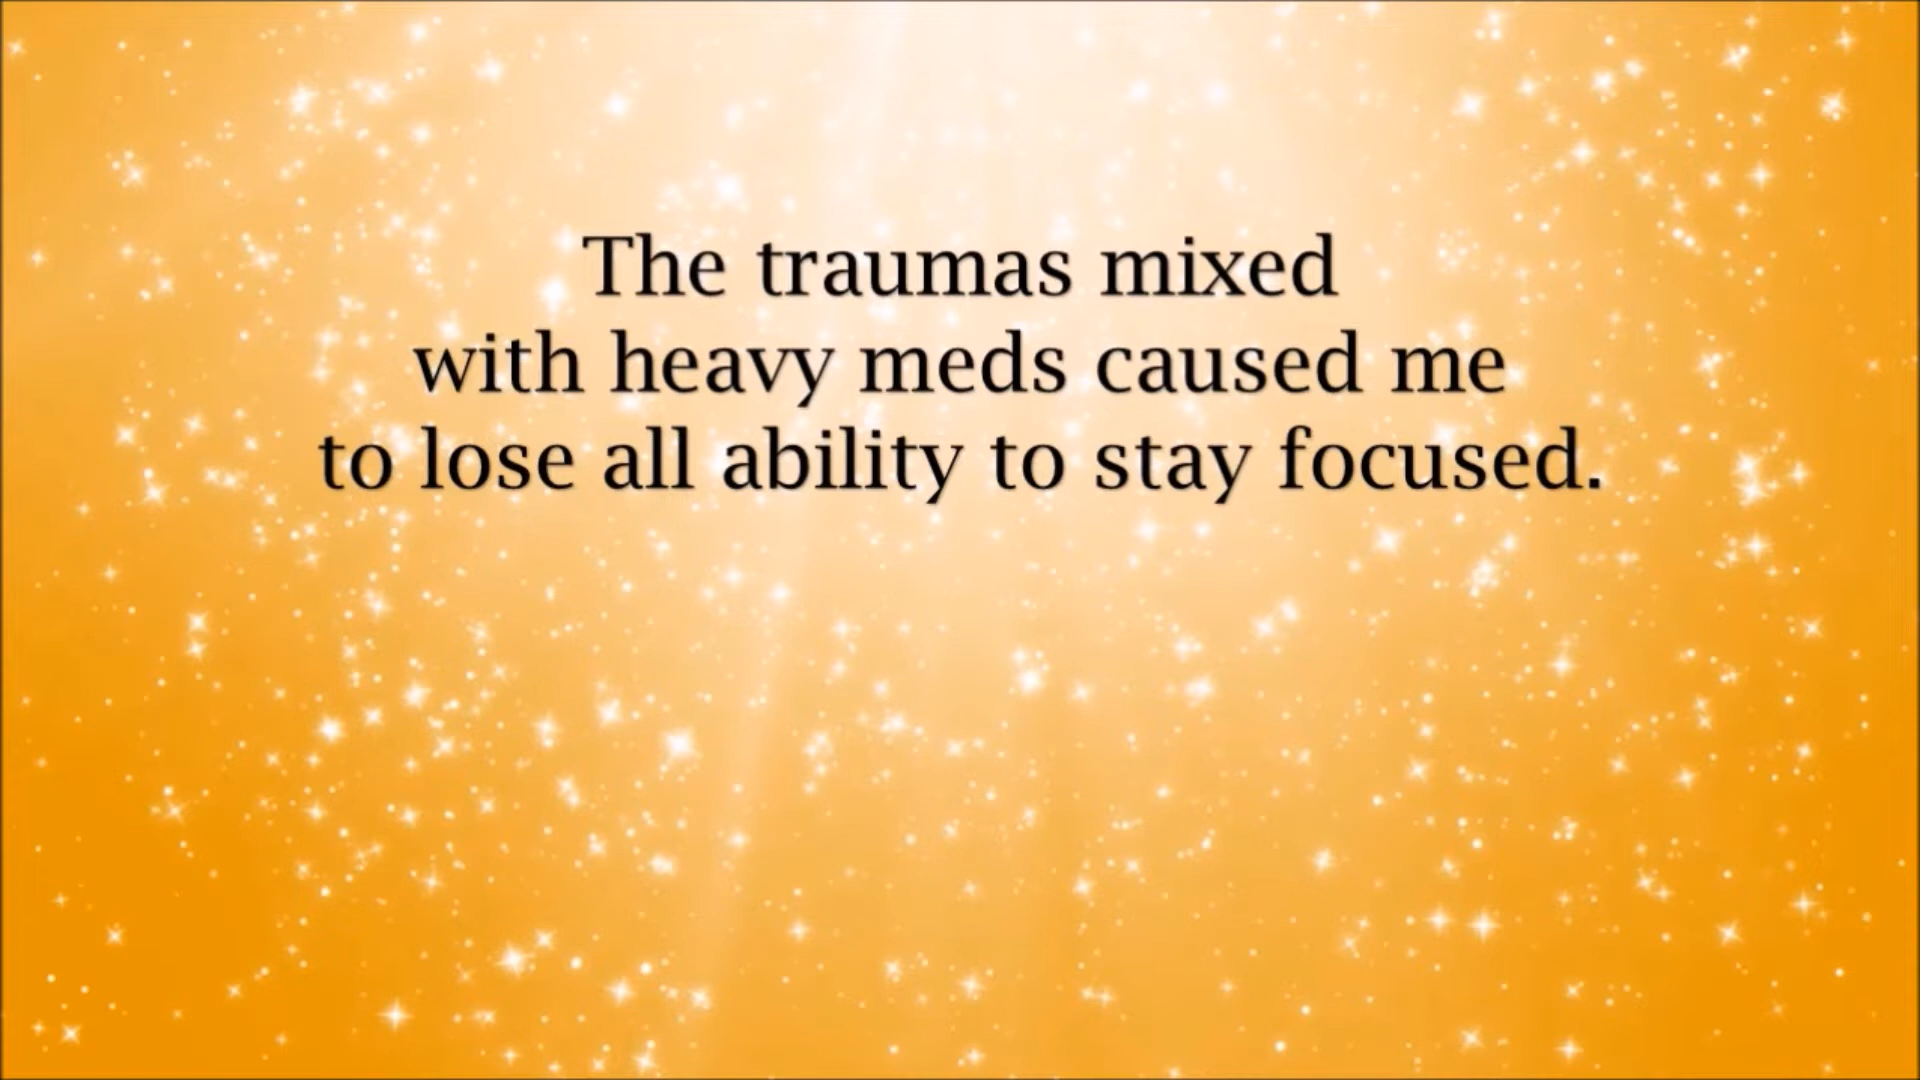 The traumas mixed
with heavy meds caused me
to lose all ability to stay focused.